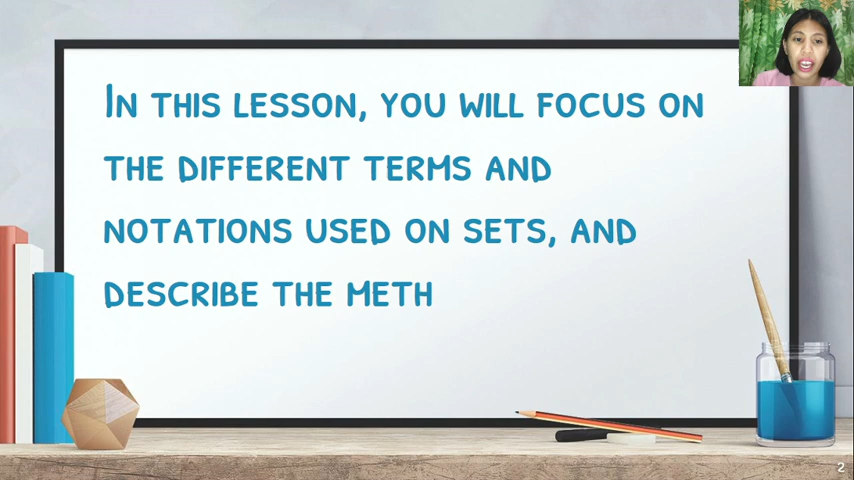 In this lesson, you will focus on
the different terms and
notations used on sets, and
describe the meth
2